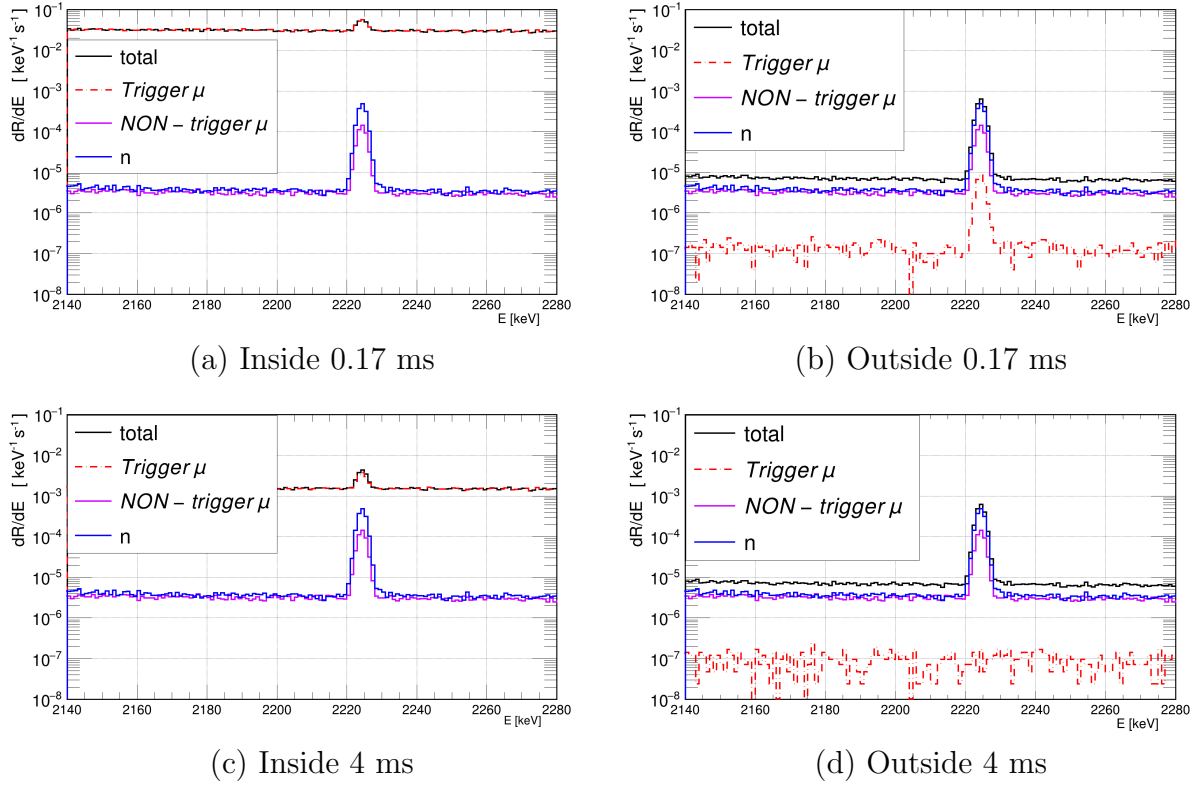 dR/dE [ keV⁻¹ s⁻¹ ]
10⁻¹
10⁻²
10⁻³
10⁻⁴
10⁻⁵
10⁻⁶
10⁻⁷
10⁻⁸
total
Trigger μ
NON − trigger μ
n
2140 2160 2180 2200 2220 2240 2260 2280
E [keV]
(a) Inside 0.17 ms
dR/dE [ keV⁻¹ s⁻¹ ]
10⁻¹
10⁻²
10⁻³
10⁻⁴
10⁻⁵
10⁻⁶
10⁻⁷
10⁻⁸
total
Trigger μ
NON − trigger μ
n
2140 2160 2180 2200 2220 2240 2260 2280
E [keV]
(b) Outside 0.17 ms
dR/dE [ keV⁻¹ s⁻¹ ]
10⁻¹
10⁻²
10⁻³
10⁻⁴
10⁻⁵
10⁻⁶
10⁻⁷
10⁻⁸
total
Trigger μ
NON − trigger μ
n
2140 2160 2180 2200 2220 2240 2260 2280
E [keV]
(c) Inside 4 ms
dR/dE [ keV⁻¹ s⁻¹ ]
10⁻¹
10⁻²
10⁻³
10⁻⁴
10⁻⁵
10⁻⁶
10⁻⁷
10⁻⁸
total
Trigger μ
NON − trigger μ
n
2140 2160 2180 2200 2220 2240 2260 2280
E [keV]
(d) Outside 4 ms